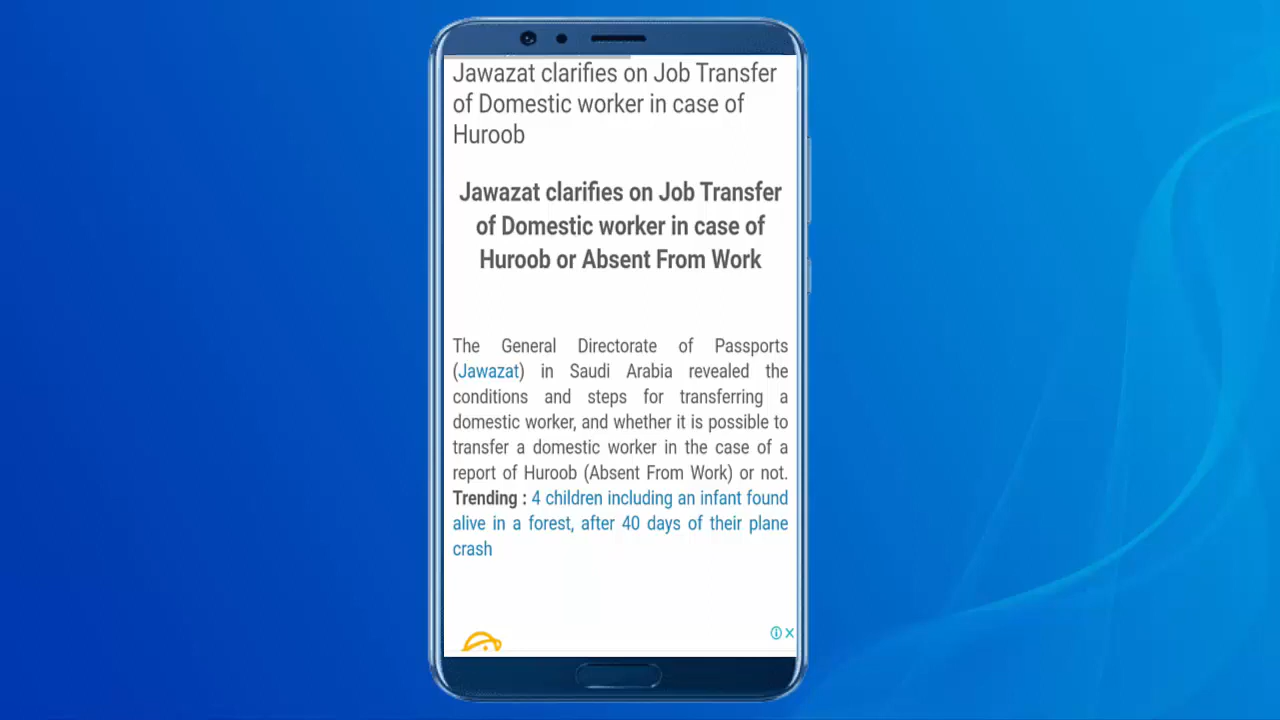 Jawazat clarifies on Job Transfer
of Domestic worker in case of
Huroob
Jawazat clarifies on Job Transfer
of Domestic worker in case of
Huroob or Absent From Work
The General Directorate of Passports
(Jawazat) in Saudi Arabia revealed the
conditions and steps for transferring a
domestic worker, and whether it is possible to
transfer a domestic worker in the case of a
report of Huroob (Absent From Work) or not.
Trending : 4 children including an infant found
alive in a forest, after 40 days of their plane
crash